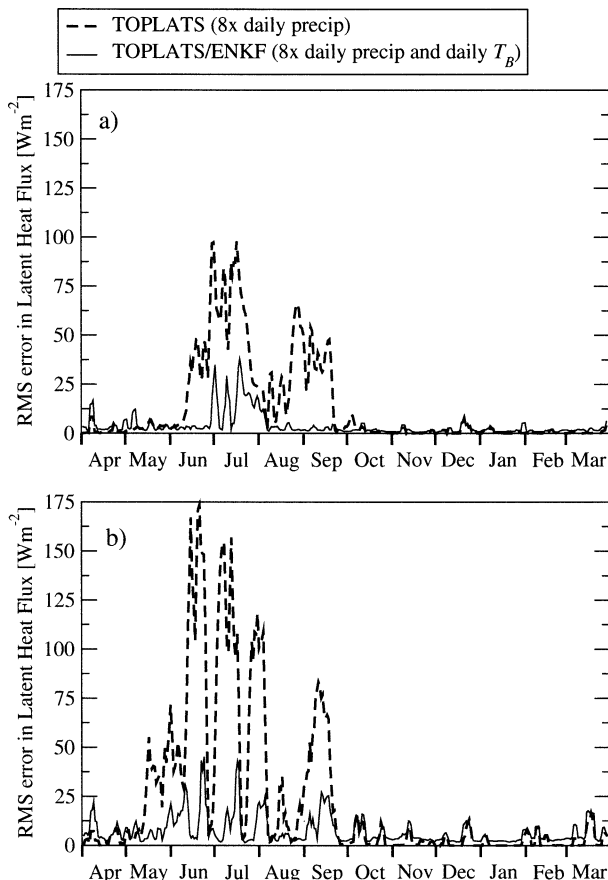 TOPLATS (8x daily precip)
TOPLATS/ENKF (8x daily precip and daily T_B)
175
150
125
100
75
50
25
0
RMS error in Latent Heat Flux [Wm⁻²]
a)
Apr May Jun Jul Aug Sep Oct Nov Dec Jan Feb Mar
175
150
125
100
75
50
25
0
RMS error in Latent Heat Flux [Wm⁻²]
b)
Apr May Jun Jul Aug Sep Oct Nov Dec Jan Feb Mar